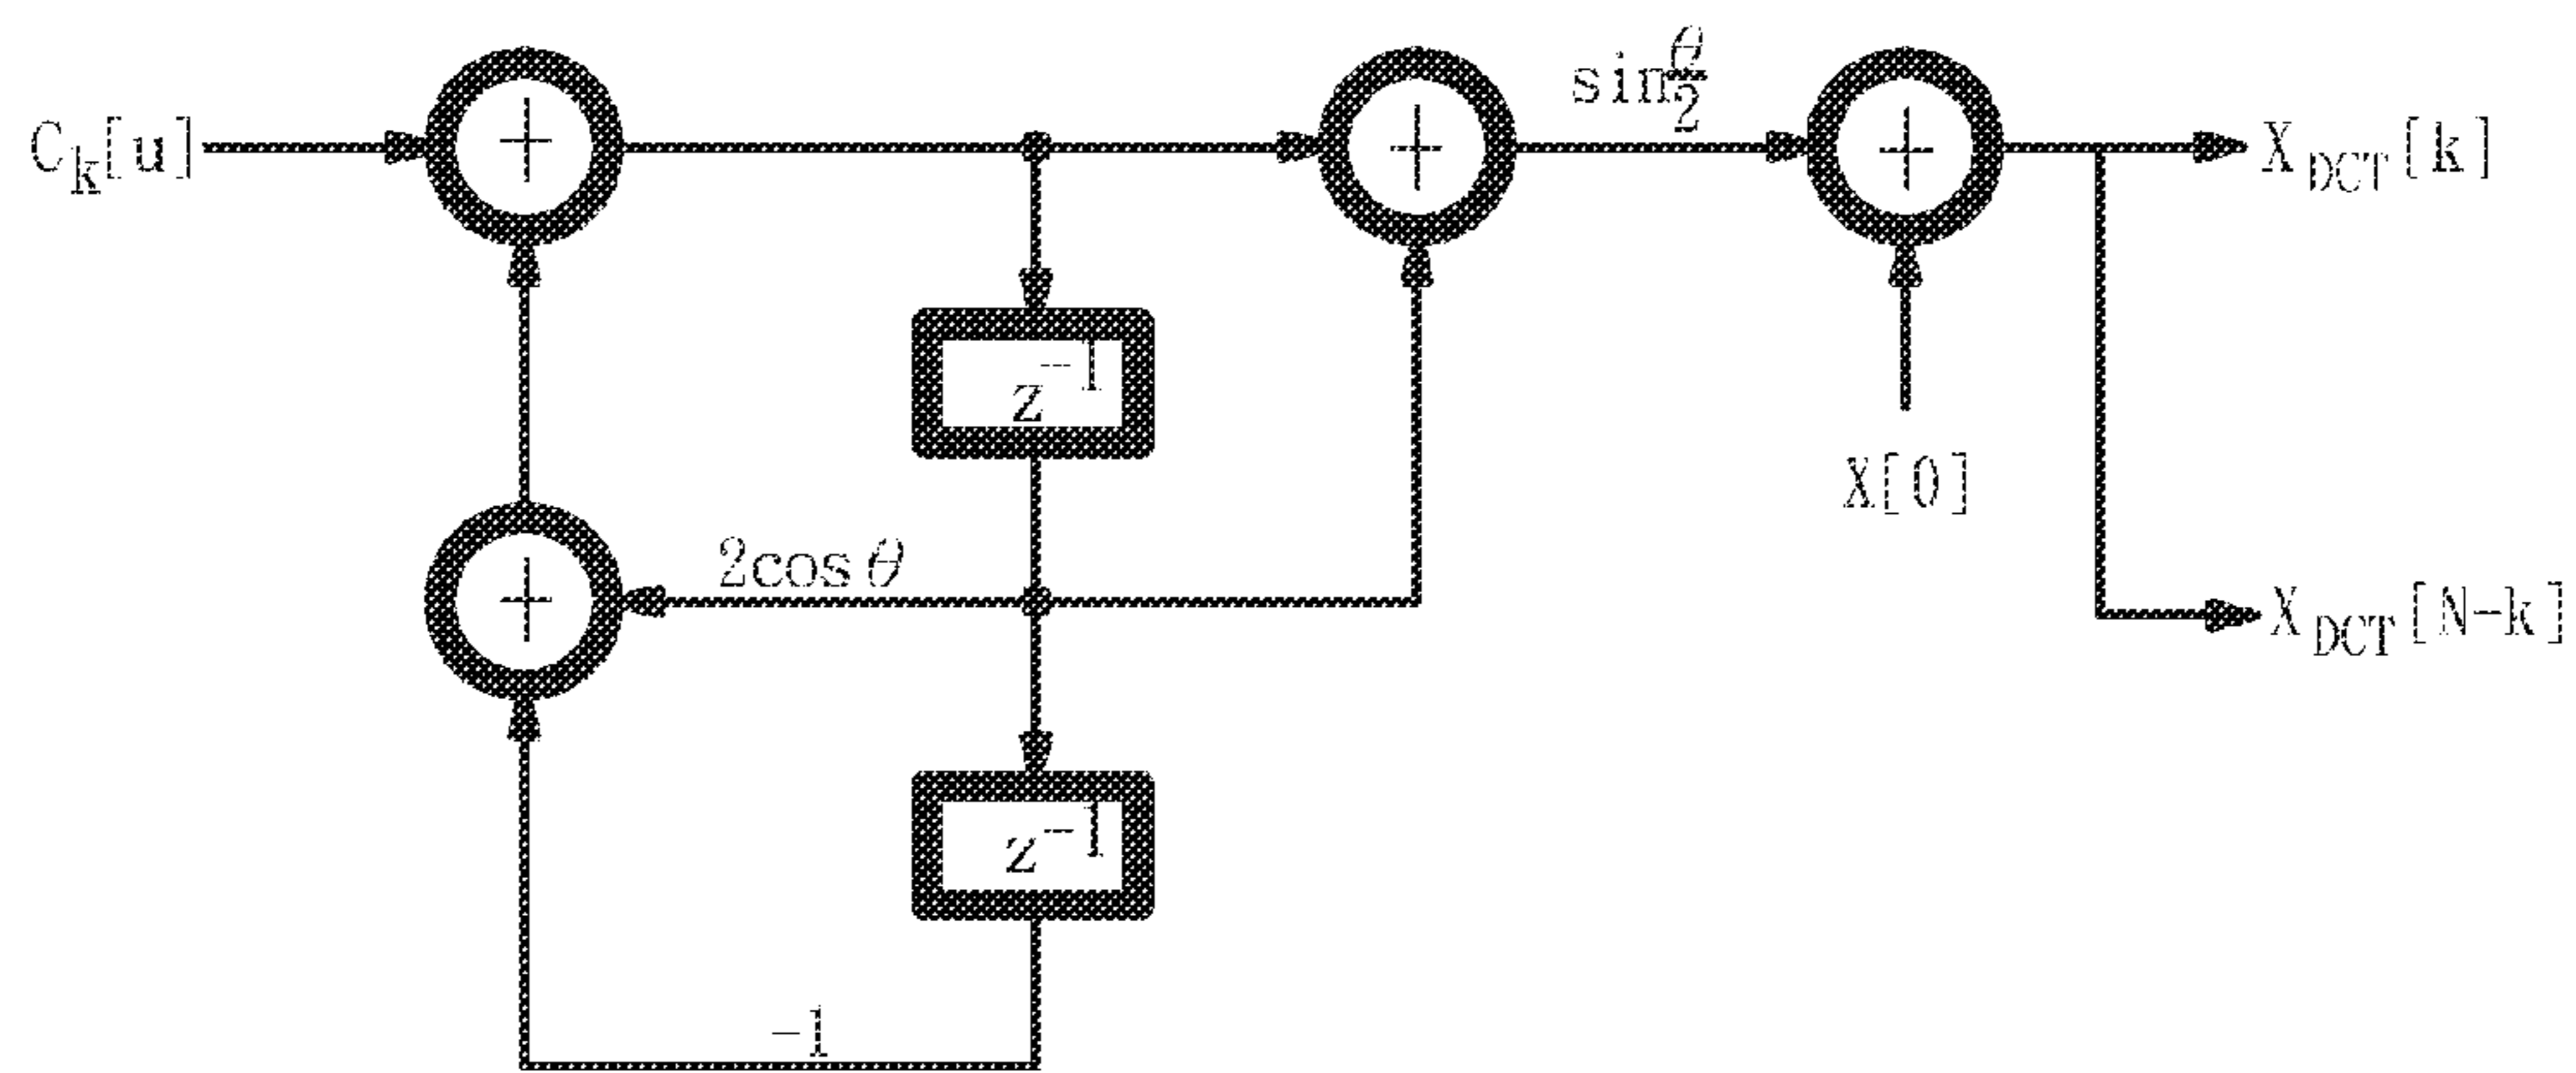 sin θ/2
C_k[u]
+
+
+
X_DCT[k]
z^-1
X[0]
+
2cos θ
X_DCT[N-k]
z^-1
-1